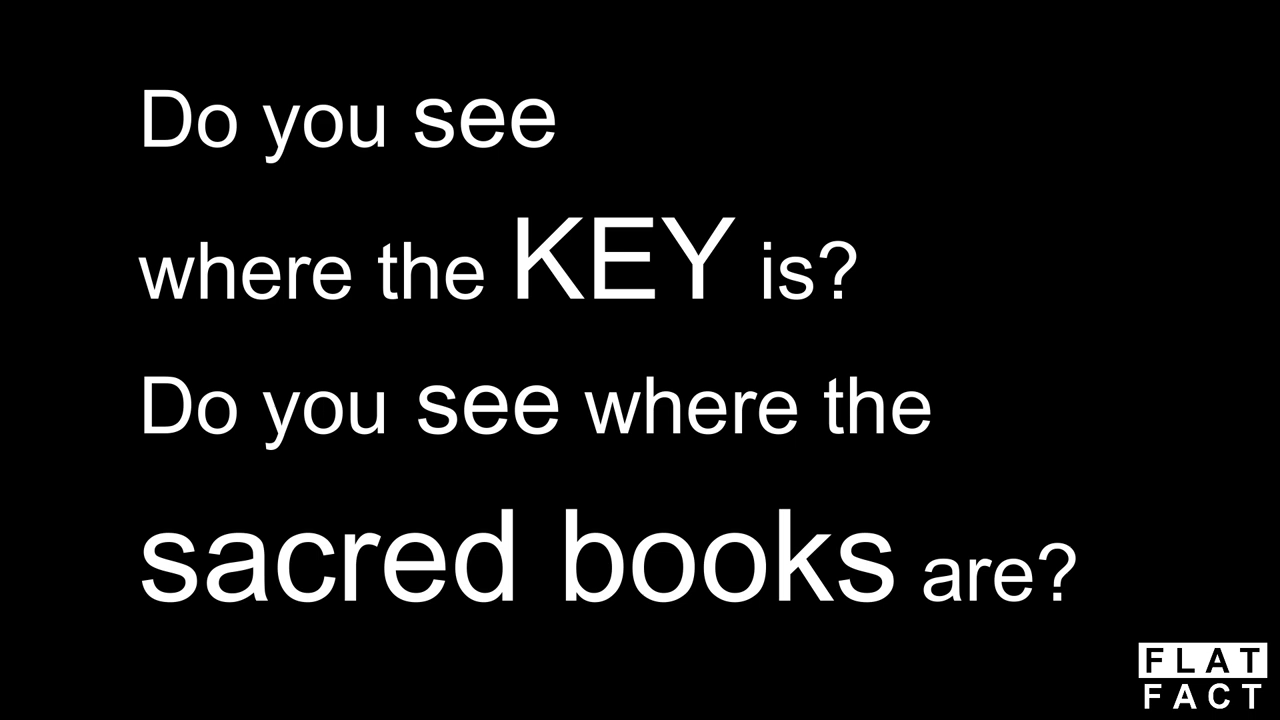 Do you see
where the KEY is?
Do you see where the
sacred books are?
FLAT
FACT